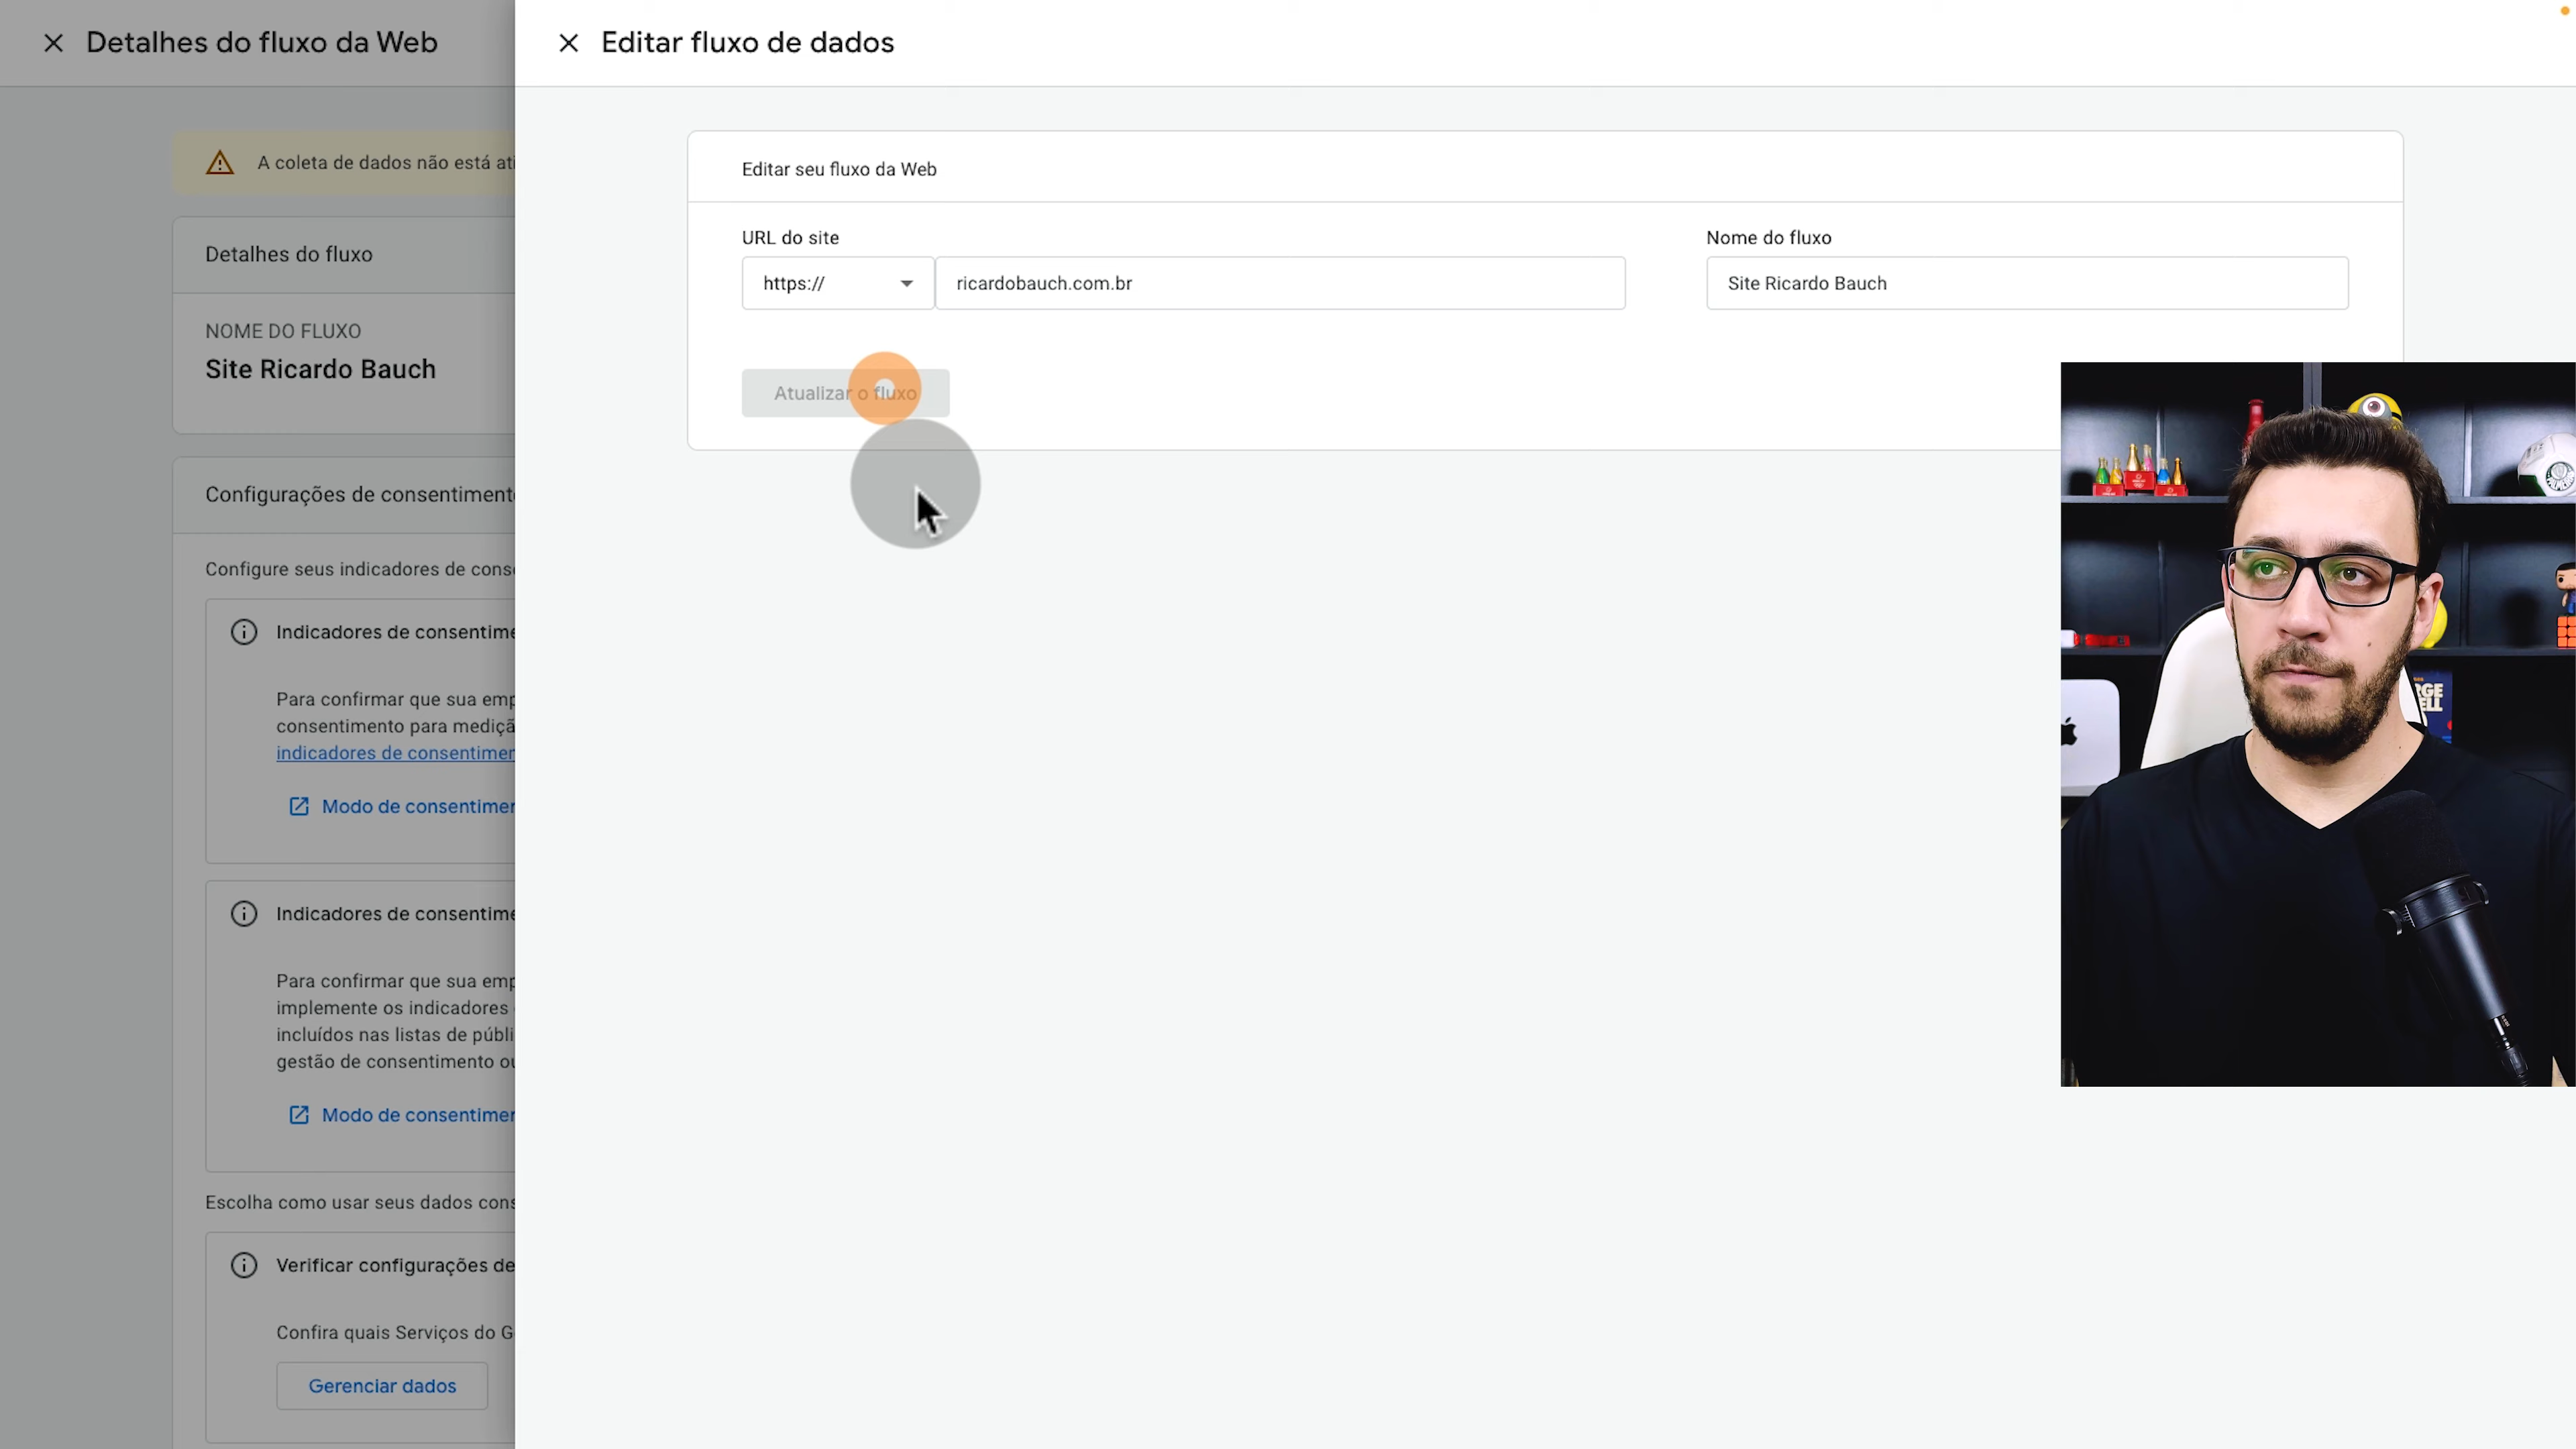 Detalhes do fluxo da Web
A coleta de dados não está ati
Detalhes do fluxo
NOME DO FLUXO
Site Ricardo Bauch
Configurações de consentiment
Configure seus indicadores de cons
Indicadores de consentime
Para confirmar que sua emp
consentimento para mediçã
indicadores de consentimen
Modo de consentimen
Indicadores de consentime
Para confirmar que sua emp
implemente os indicadores
incluídos nas listas de públi
gestão de consentimento ou
Modo de consentimen
Escolha como usar seus dados cons
Verificar configurações de
Confira quais Serviços do G
Gerenciar dados
Editar fluxo de dados
Editar seu fluxo da Web
URL do site
Nome do fluxo
https://
ricardobauch.com.br
Site Ricardo Bauch
Atualizar o fluxo